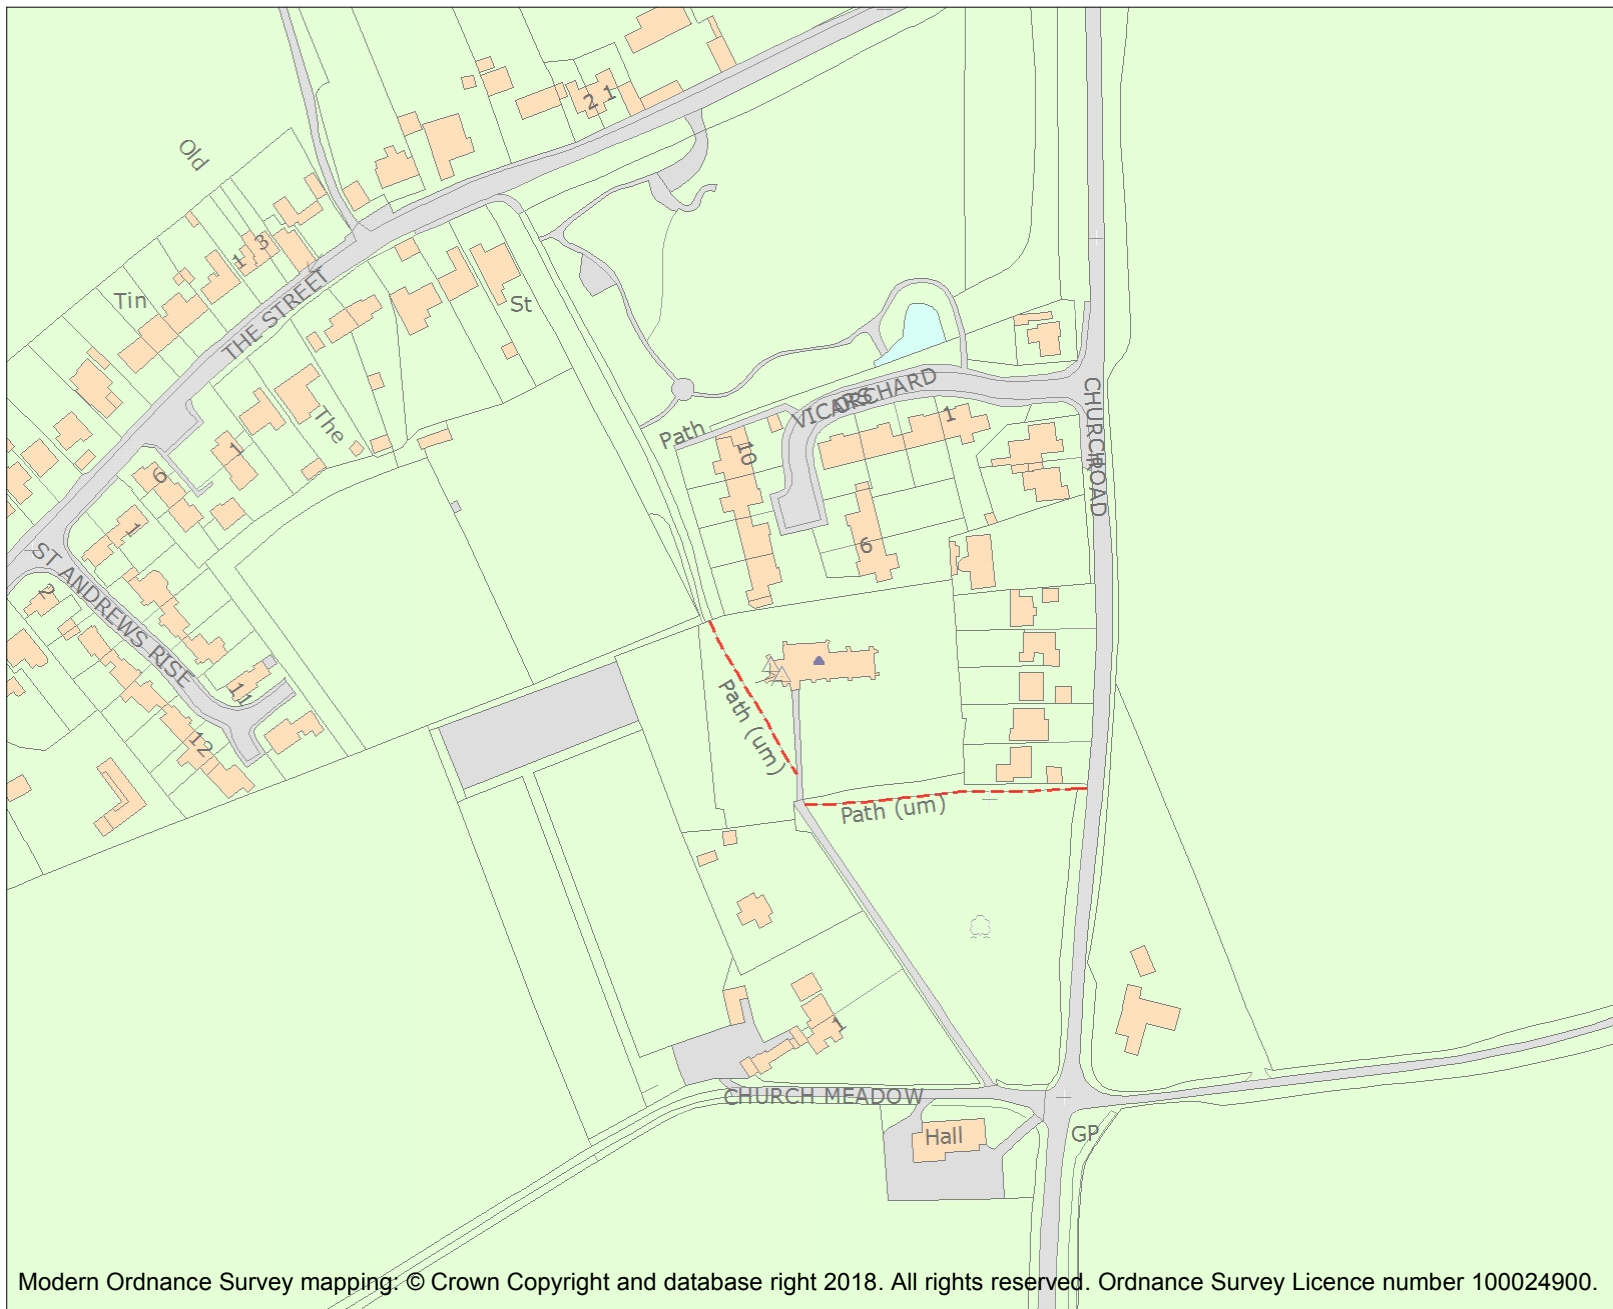 2 1
Old
3
1
Tin
THE STREET
St
VICARS ORCHARD
CHURCH ROAD
1
The
Path
10
1
6
1
6
ST ANDREWS RISE
2
11
12
Path (um)
Path (um)
1
CHURCH MEADOW
Hall
GP
Modern Ordnance Survey mapping: © Crown Copyright and database right 2018. All rights reserved. Ordnance Survey Licence number 100024900.